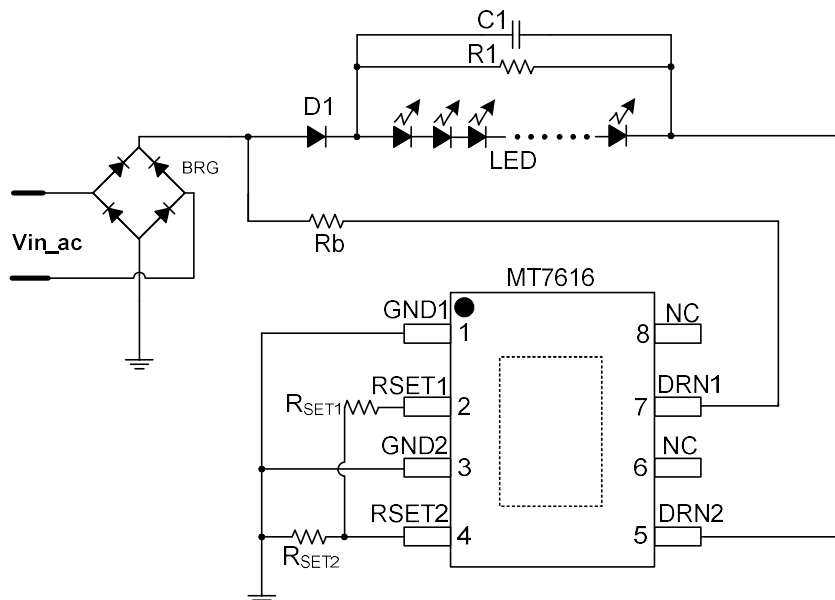 C1
R1
D1
LED
BRG
Vin_ac
Rb
MT7616
GND1
1
8
NC
RSET1
RSET1
2
7
DRN1
GND2
3
6
NC
RSET2
4
5
DRN2
RSET2